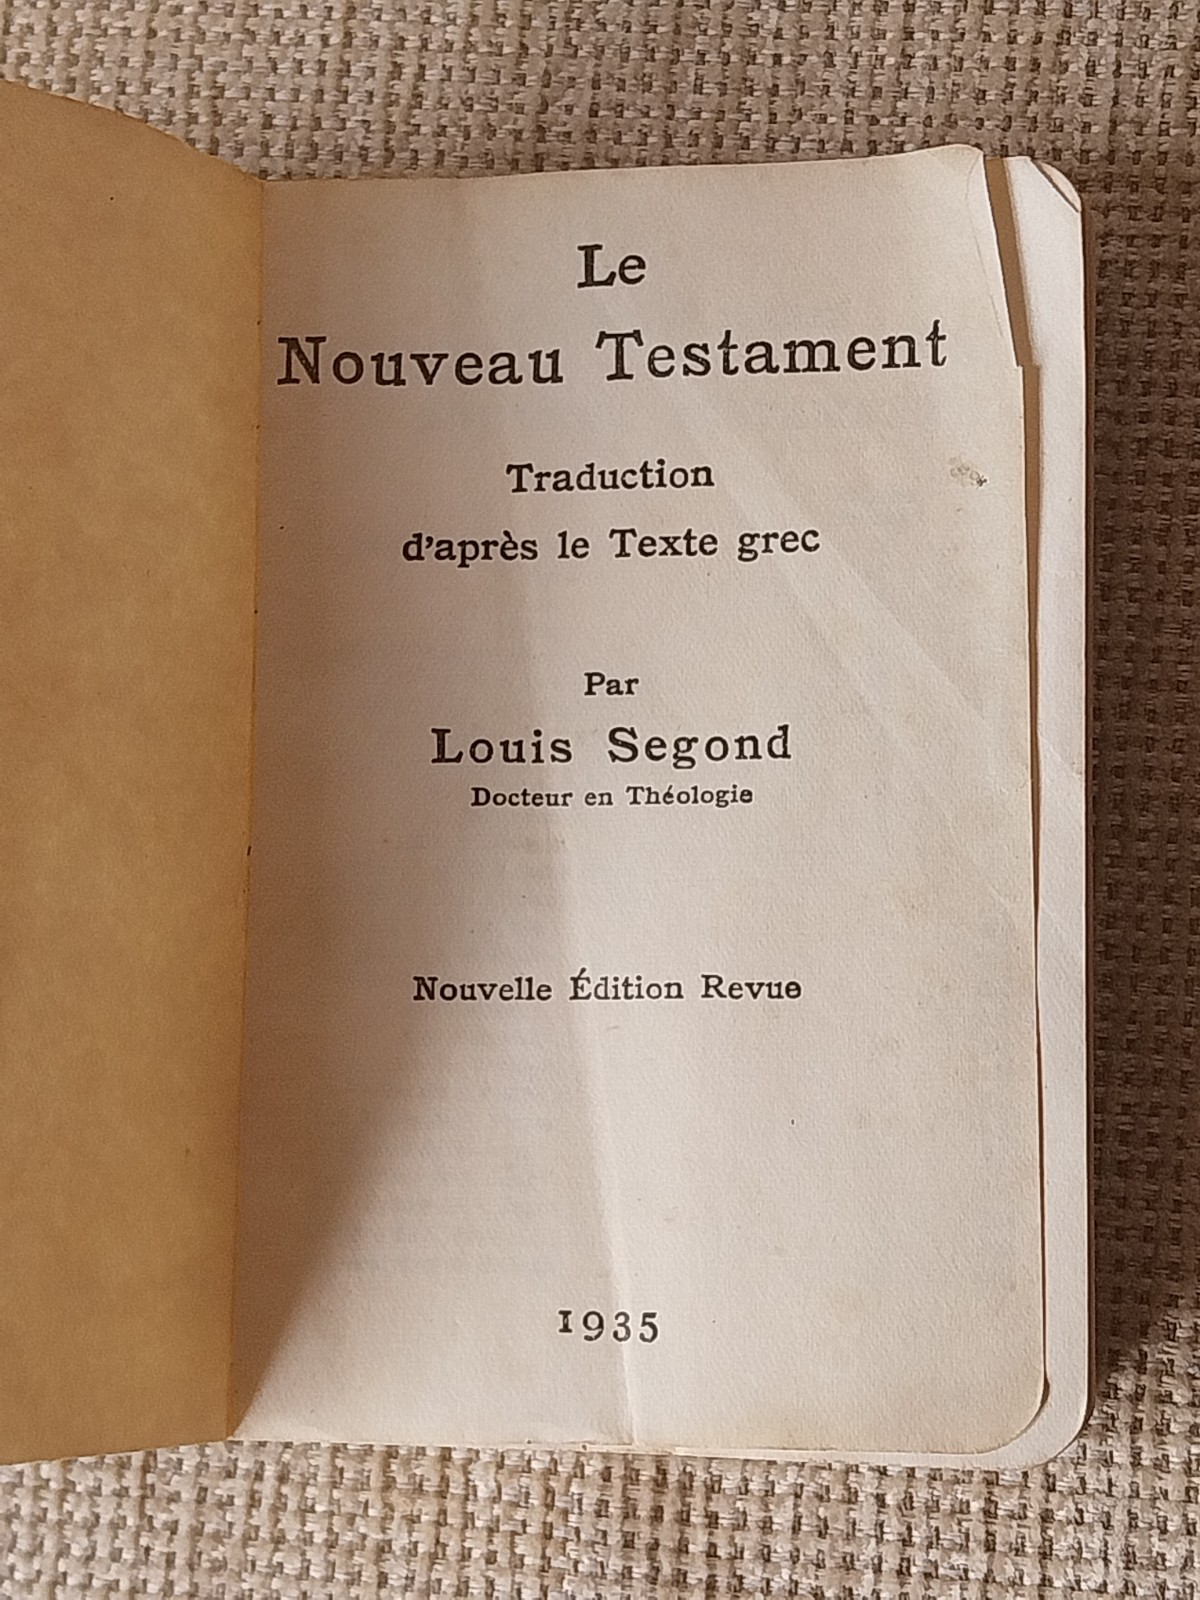 Le
Nouveau Testament
Traduction
d'après le Texte grec
Par
Louis Segond
Docteur en Théologie
Nouvelle Édition Revue
1935